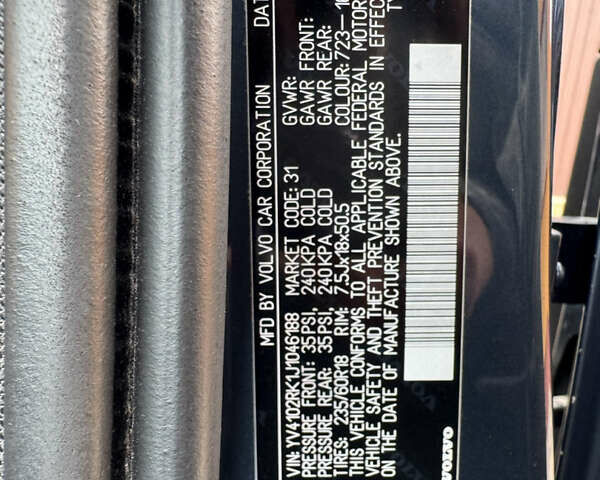 MFD BY VOLVO CAR CORPORATION DAT
VIN: YV4102RK1J1046188 MARKET CODE: 31 GVWR:
PRESSURE FRONT: 35PSI, 240KPA COLD GAWR FRONT:
PRESSURE REAR: 35PSI, 240KPA COLD GAWR REAR:
TIRES: 235/60R18 RIM: 7,5Jx18x50.5 COLOUR: 723-
THIS VEHICLE CONFORMS TO ALL APPLICABLE FEDERAL MOTOR
VEHICLE SAFETY AND THEFT PREVENTION STANDARDS IN EFFEC
ON THE DATE OF MANUFACTURE SHOWN ABOVE. TY
VOLVO